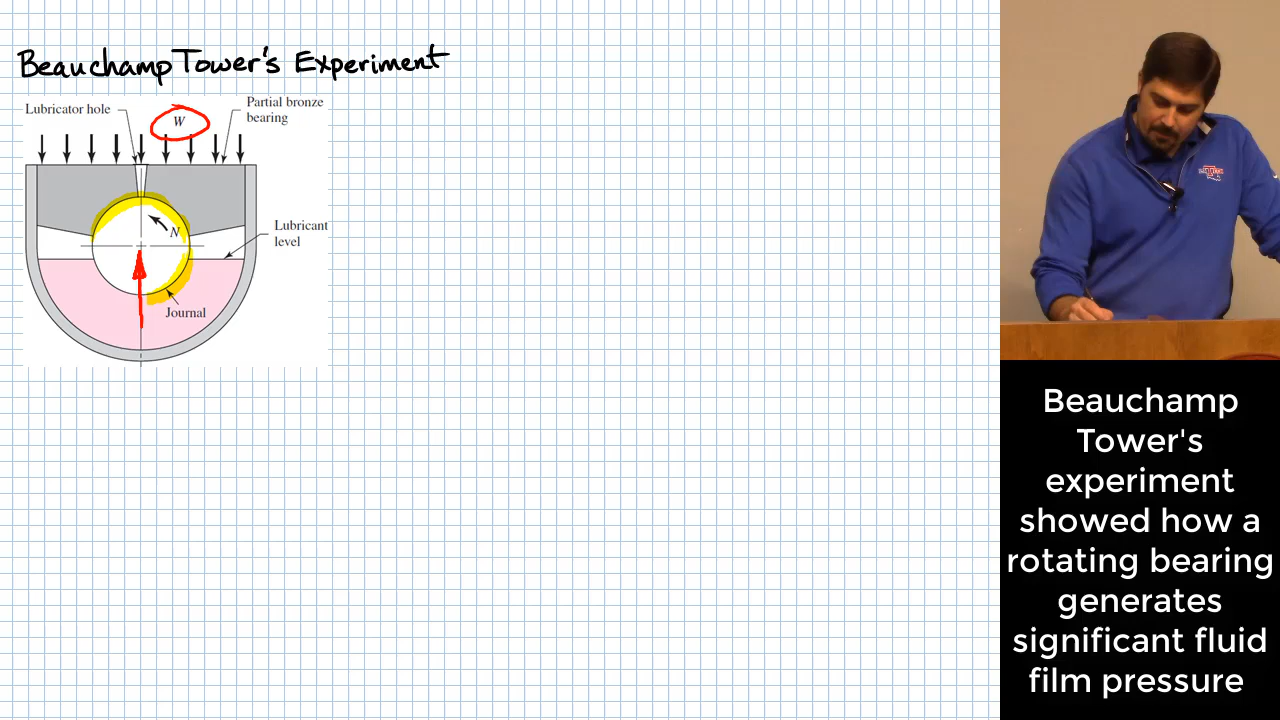 Beauchamp Tower's Experiment
Lubricator hole
W
Partial bronze
bearing
N
Lubricant
level
Journal
Beauchamp
Tower's
experiment
showed how a
rotating bearing
generates
significant fluid
film pressure